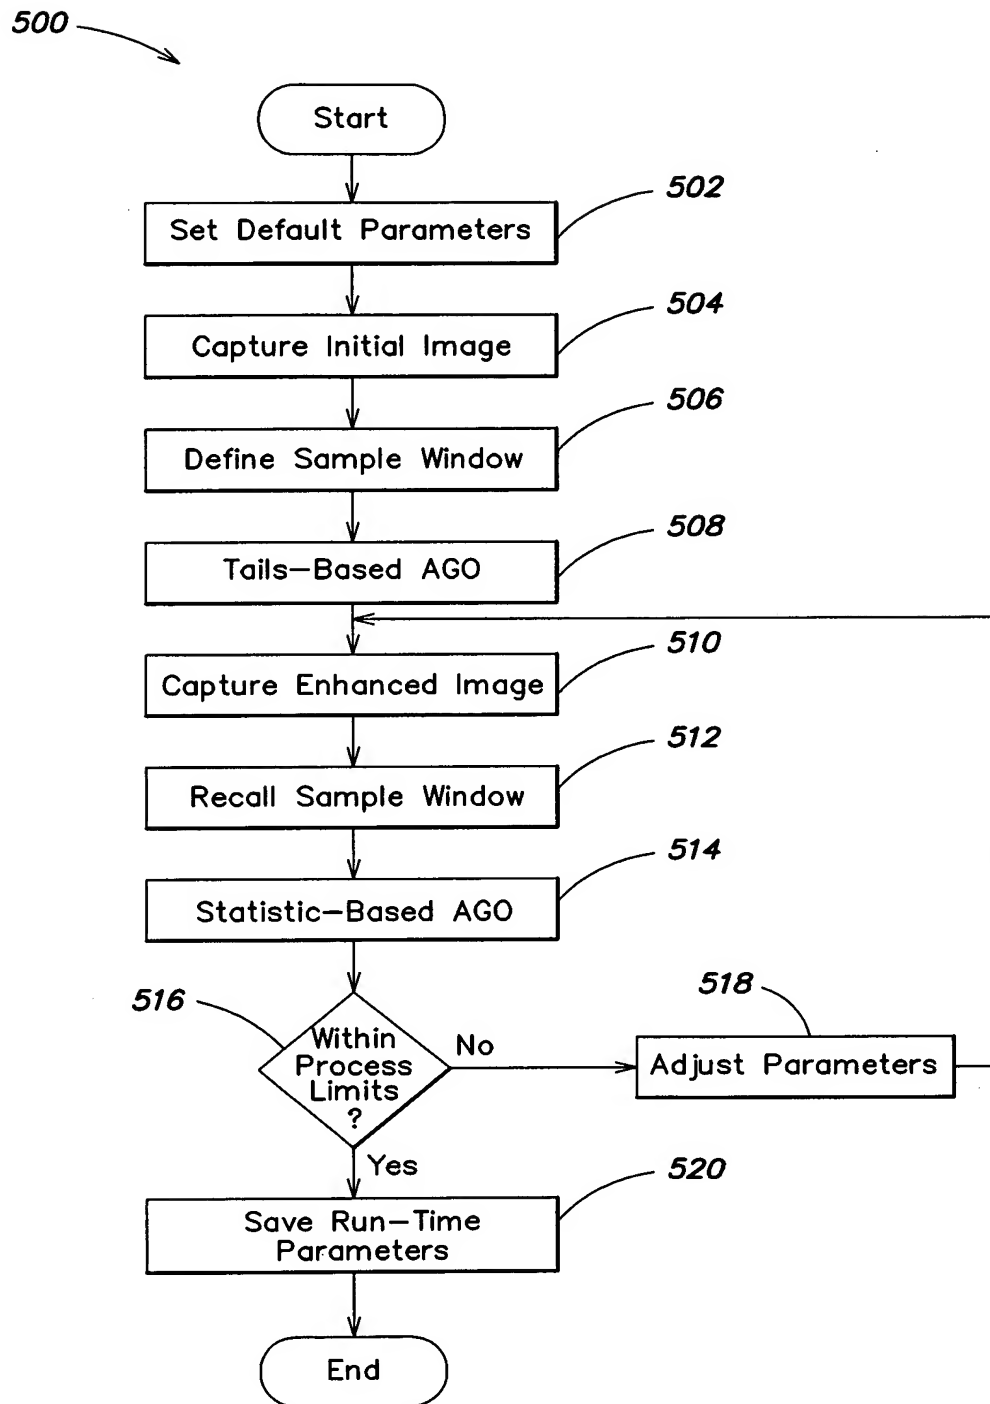 500
Start
502
Set Default Parameters
504
Capture Initial Image
506
Define Sample Window
508
Tails-Based AGO
510
Capture Enhanced Image
512
Recall Sample Window
514
Statistic-Based AGO
516
Within
Process
Limits
?
No
518
Adjust Parameters
Yes
520
Save Run-Time
Parameters
End